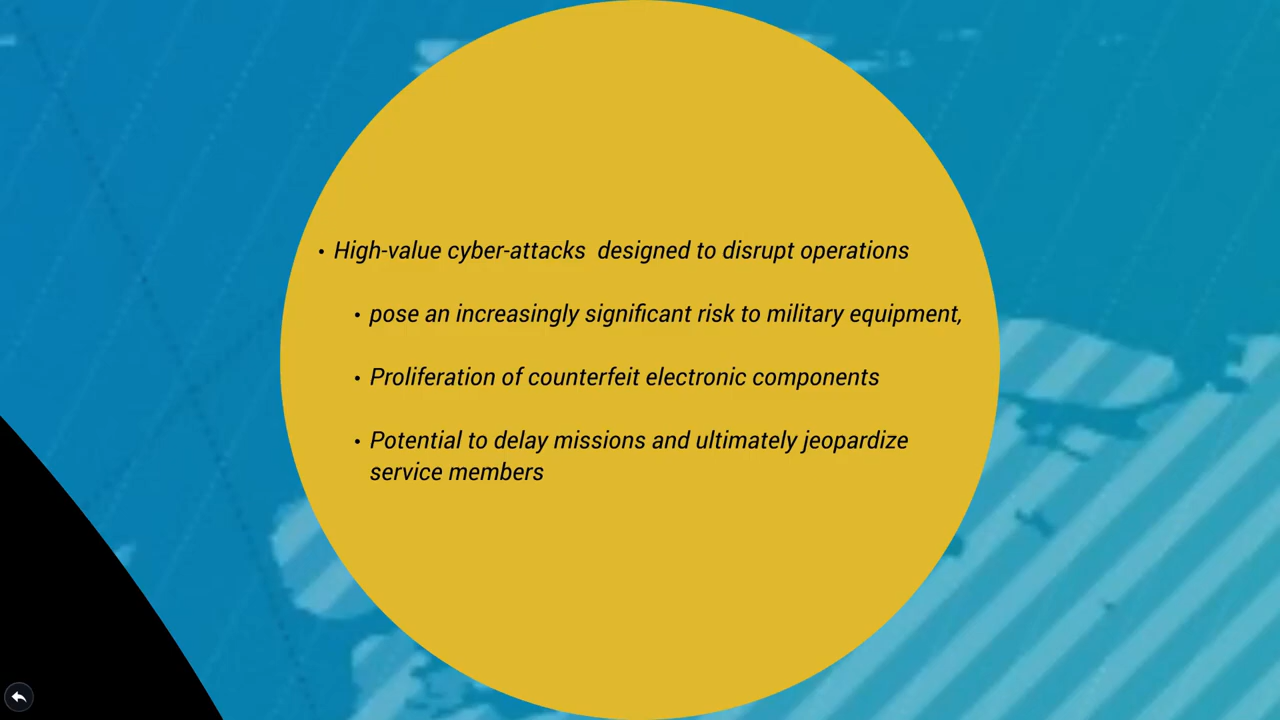 • High-value cyber-attacks  designed to disrupt operations
• pose an increasingly significant risk to military equipment,
• Proliferation of counterfeit electronic components
• Potential to delay missions and ultimately jeopardize
service members